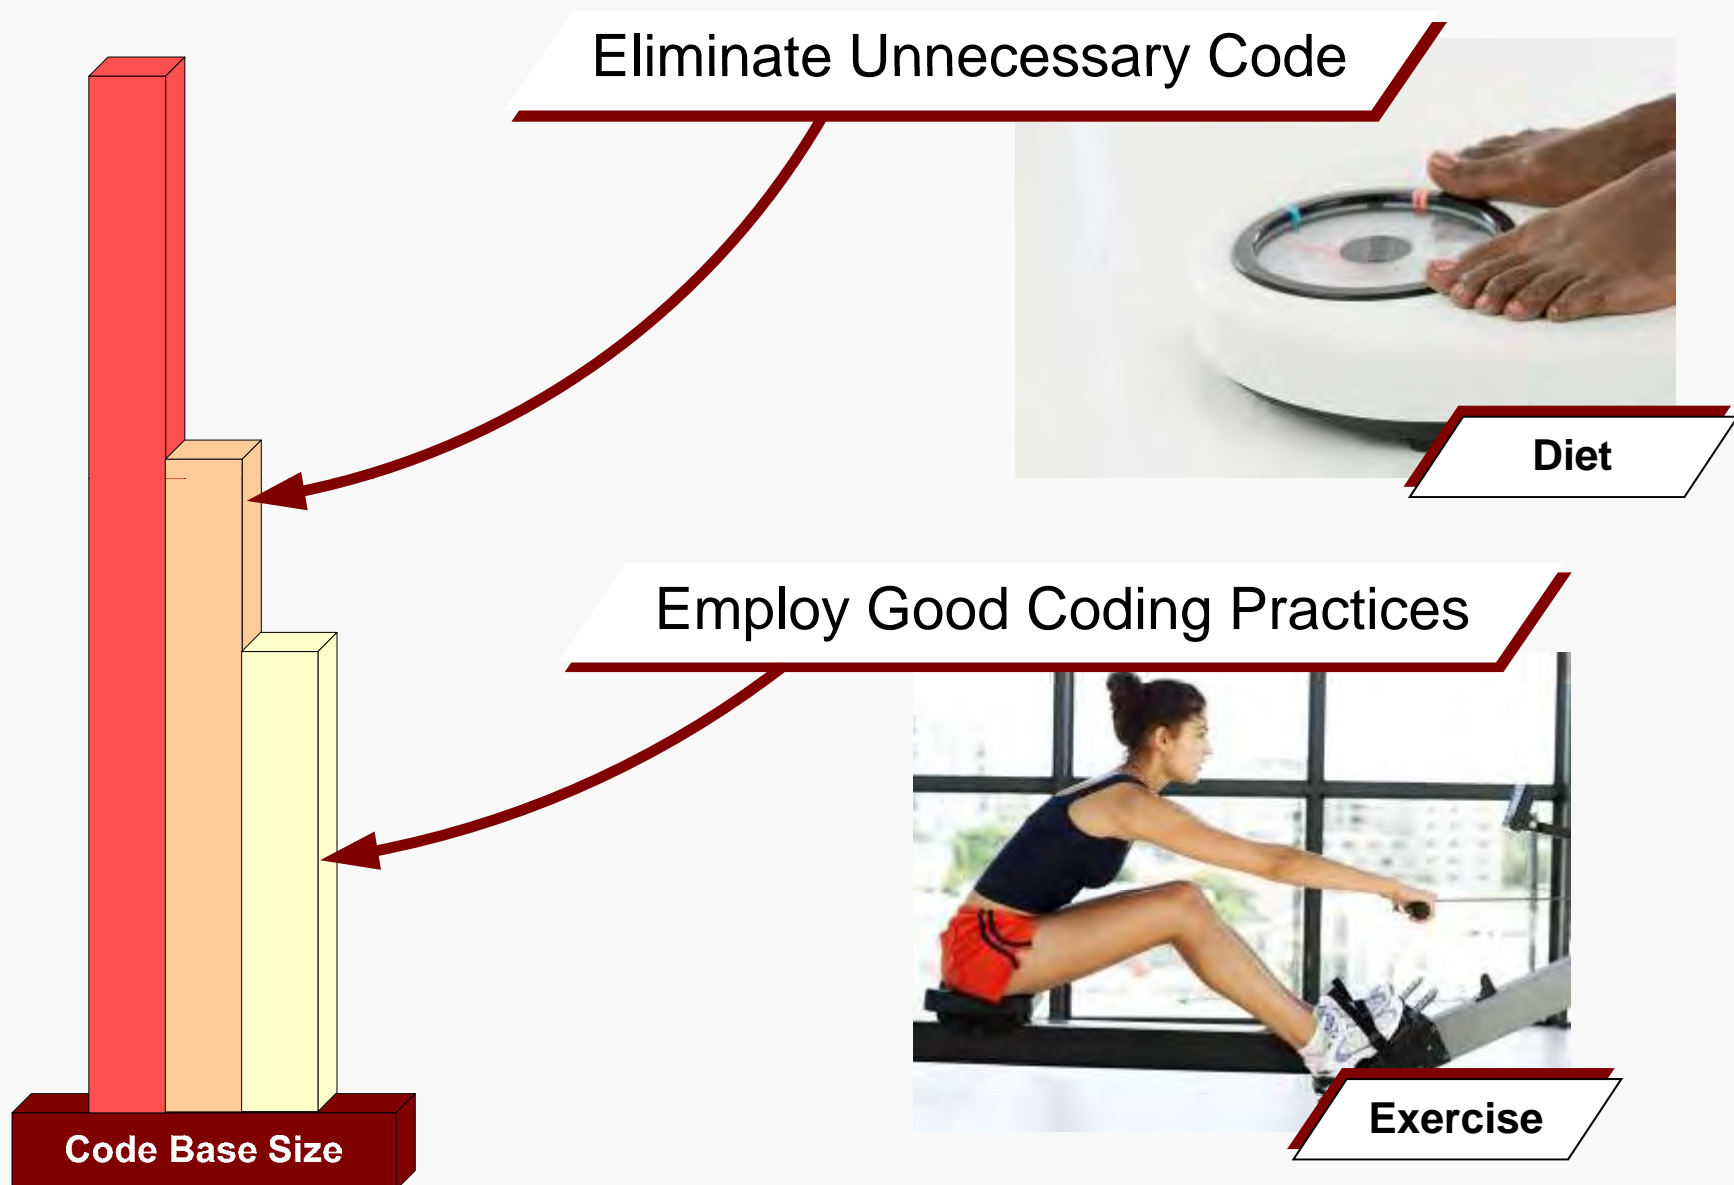 Eliminate Unnecessary Code
Diet
Employ Good Coding Practices
Exercise
Code Base Size